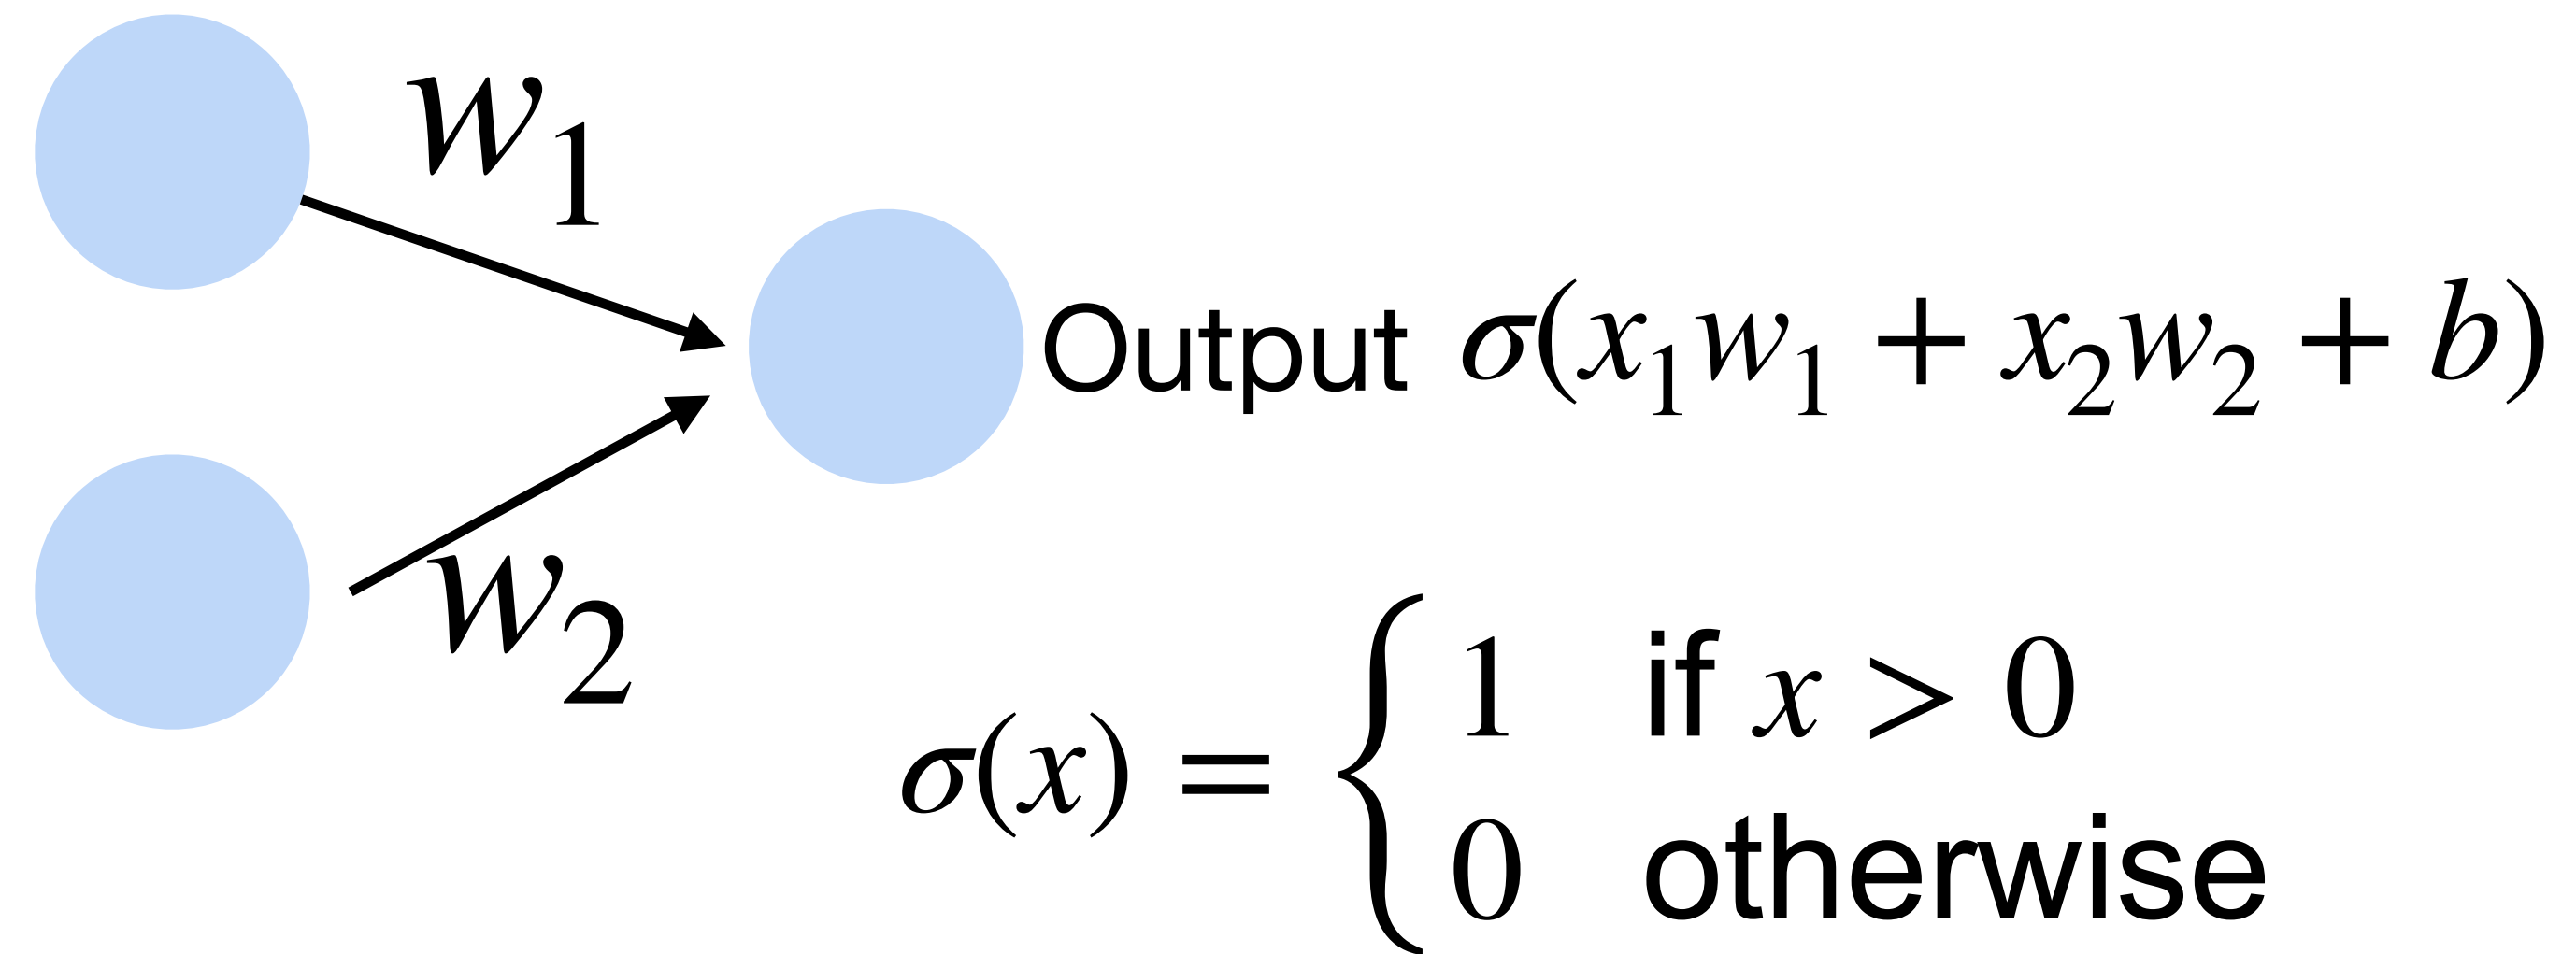 w₁
Output σ(x₁w₁ + x₂w₂ + b)
w₂
σ(x) = { 1 if x > 0
0 otherwise